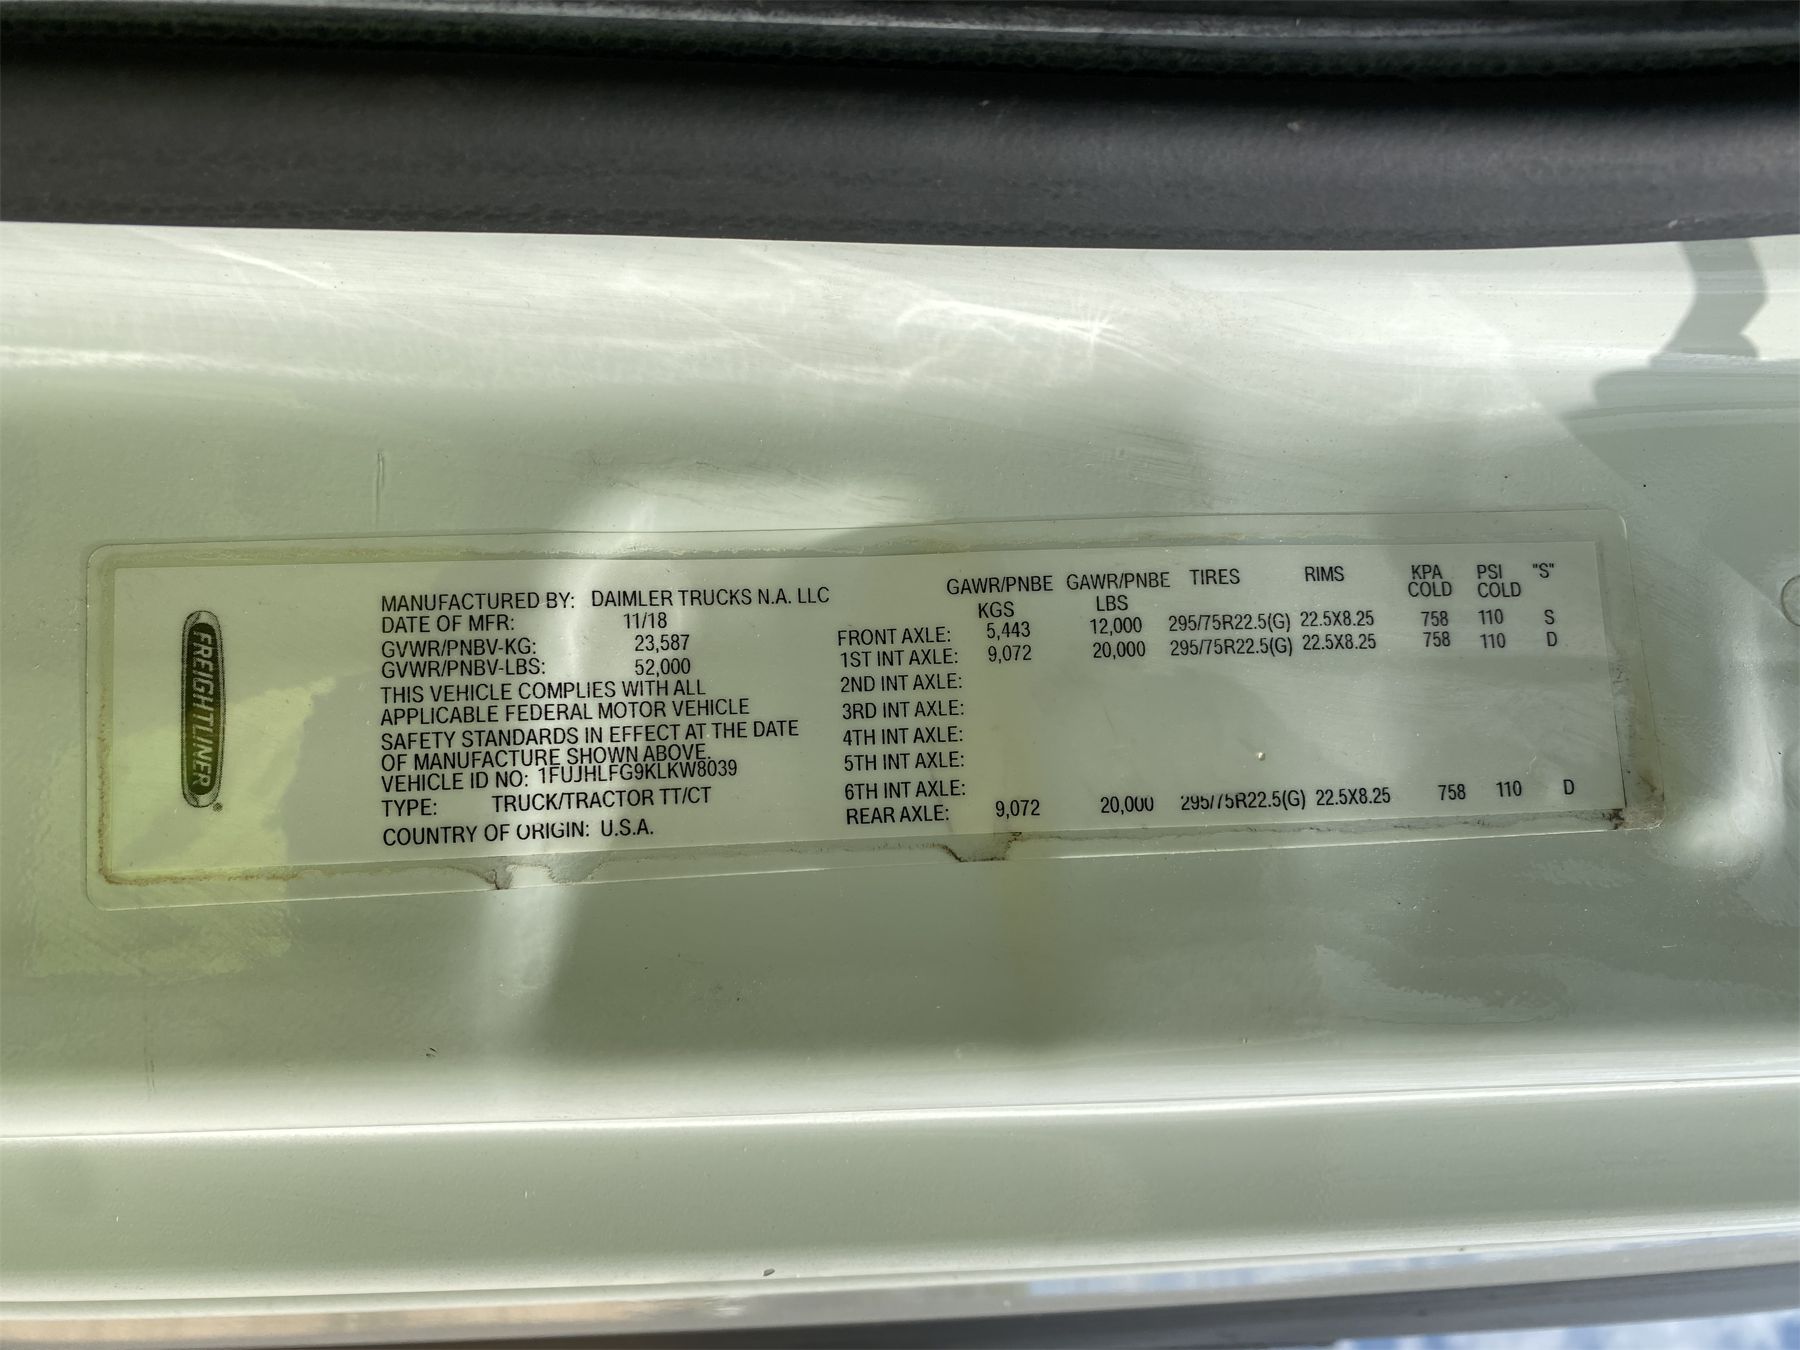 FREIGHTLINER®
MANUFACTURED BY: DAIMLER TRUCKS N.A. LLC
DATE OF MFR: 11/18
GVWR/PNBV-KG: 23,587
GVWR/PNBV-LBS: 52,000
THIS VEHICLE COMPLIES WITH ALL
APPLICABLE FEDERAL MOTOR VEHICLE
SAFETY STANDARDS IN EFFECT AT THE DATE
OF MANUFACTURE SHOWN ABOVE.
VEHICLE ID NO: 1FUJHLFG9KLKW8039
TYPE: TRUCK/TRACTOR TT/CT
COUNTRY OF ORIGIN: U.S.A.
GAWR/PNBE GAWR/PNBE TIRES RIMS KPA PSI "S"
KGS LBS COLD COLD
FRONT AXLE: 5,443 12,000 295/75R22.5(G) 22.5X8.25 758 110 S
1ST INT AXLE: 9,072 20,000 295/75R22.5(G) 22.5X8.25 758 110 D
2ND INT AXLE:
3RD INT AXLE:
4TH INT AXLE:
5TH INT AXLE:
6TH INT AXLE:
REAR AXLE: 9,072 20,000 295/75R22.5(G) 22.5X8.25 758 110 D